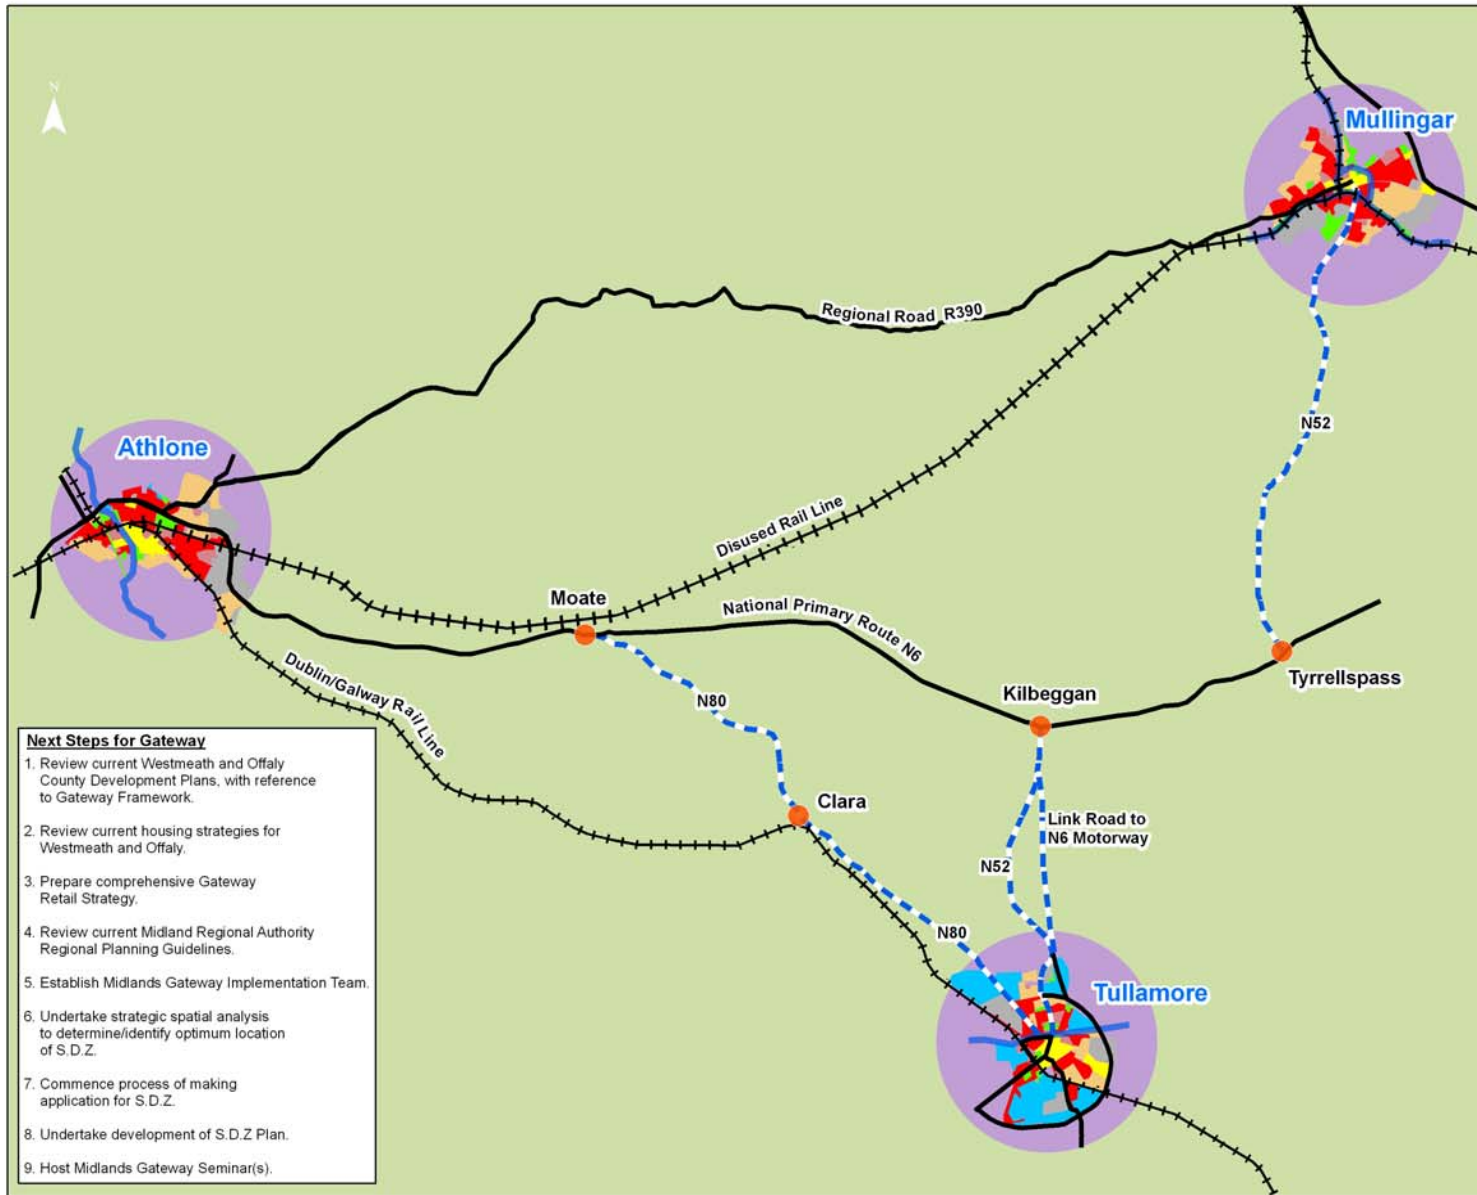 N
Mullingar
Regional Road R390
N52
Athlone
Disused Rail Line
Moate
National Primary Route N6
Tyrrellspass
Dublin/Galway Rail Line
Kilbeggan
N80
Clara
Link Road to
N6 Motorway
N52
N80
Tullamore
Next Steps for Gateway
1. Review current Westmeath and Offaly
County Development Plans, with reference
to Gateway Framework.
2. Review current housing strategies for
Westmeath and Offaly.
3. Prepare comprehensive Gateway
Retail Strategy.
4. Review current Midland Regional Authority
Regional Planning Guidelines.
5. Establish Midlands Gateway Implementation Team.
6. Undertake strategic spatial analysis
to determine/identify optimum location
of S.D.Z.
7. Commence process of making
application for S.D.Z.
8. Undertake development of S.D.Z Plan.
9. Host Midlands Gateway Seminar(s).